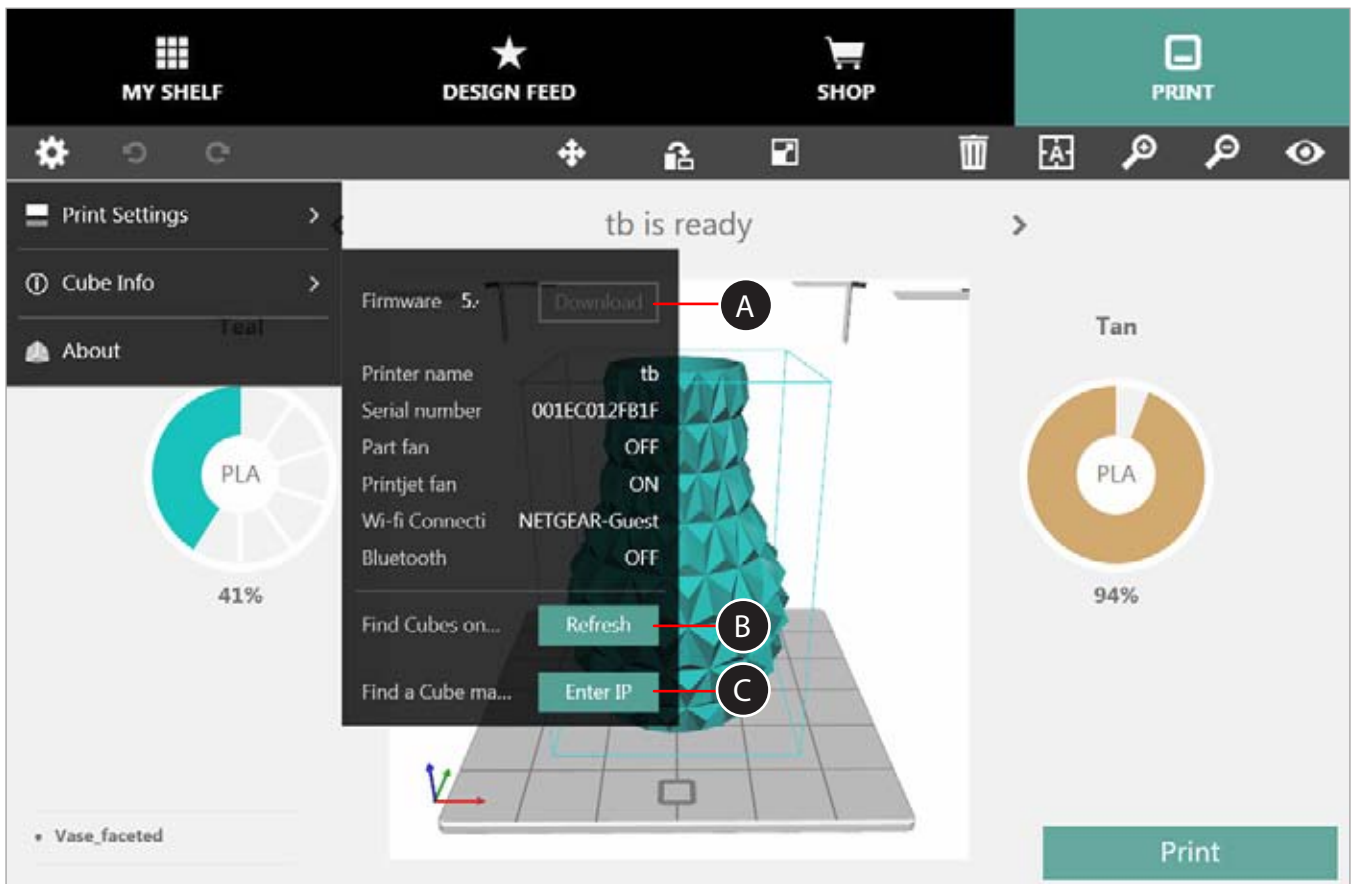 MY SHELF
DESIGN FEED
SHOP
PRINT
A
Print Settings
tb is ready
Cube Info
Firmware 5.
Download
A
Teal
Tan
About
Printer name tb
Serial number 001EC012FB1F
Part fan OFF
PLA
PLA
Printjet fan ON
Wi-fi Connecti NETGEAR-Guest
Bluetooth OFF
41%
94%
Find Cubes on...
Refresh
B
Find a Cube ma...
Enter IP
C
• Vase_faceted
Print